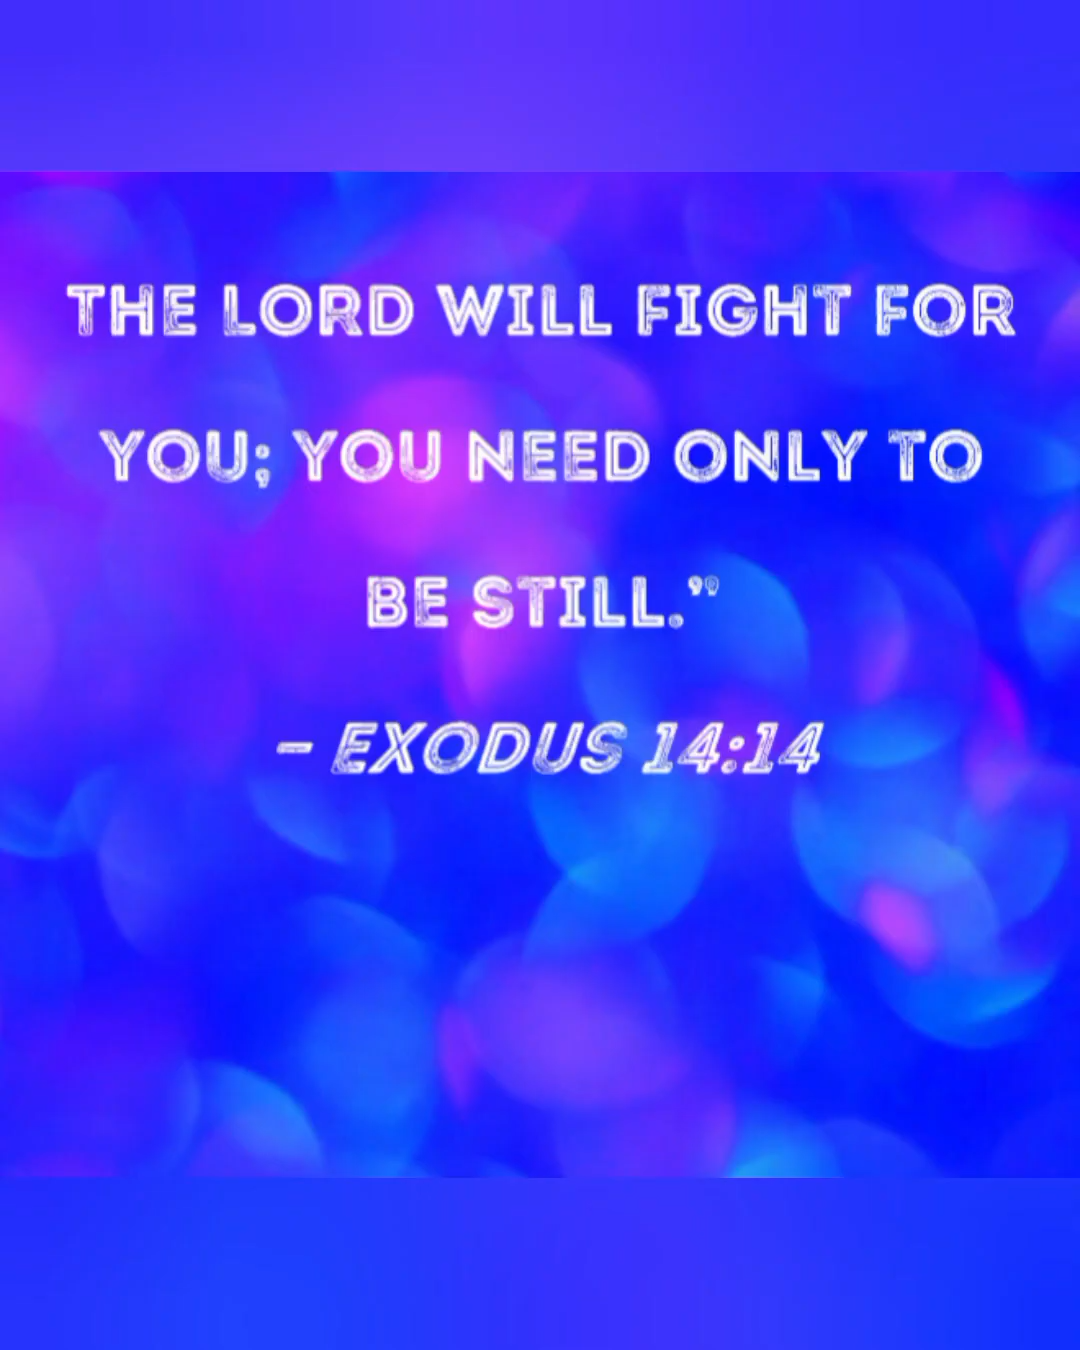 THE LORD WILL FIGHT FOR
YOU; YOU NEED ONLY TO
BE STILL.”
– EXODUS 14:14